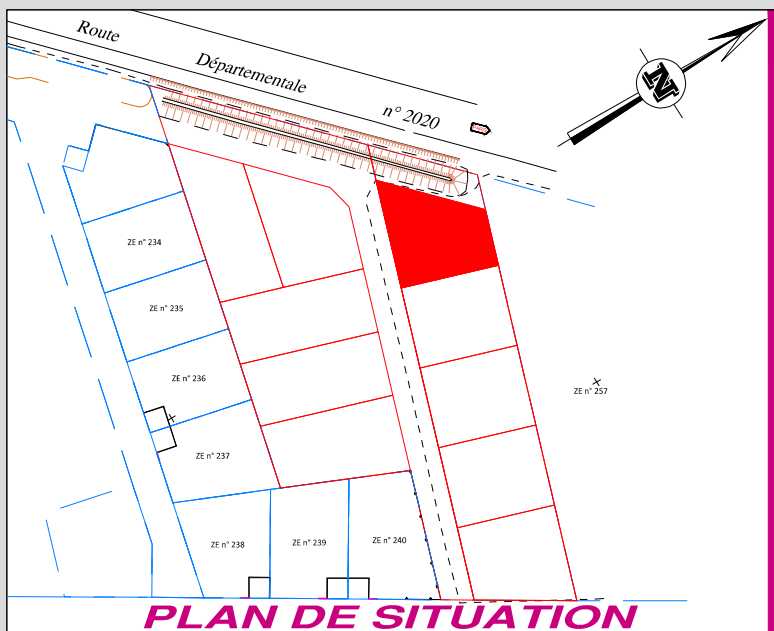 Route
Départementale
n° 2020
N
ZE n° 234
ZE n° 235
ZE n° 236
ZE n° 257
ZE n° 237
ZE n° 238
ZE n° 239
ZE n° 240
PLAN DE SITUATION